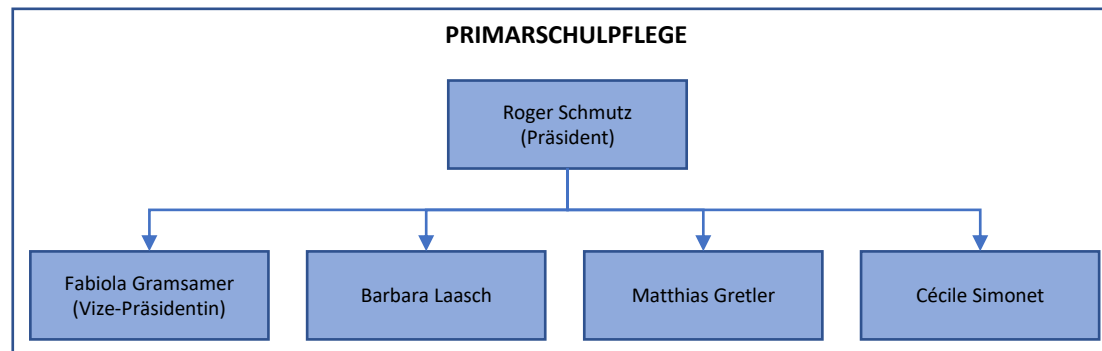 PRIMARSCHULPFLEGE
Roger Schmutz
(Präsident)
Fabiola Gramsamer
(Vize-Präsidentin)
Barbara Laasch
Matthias Gretler
Cécile Simonet